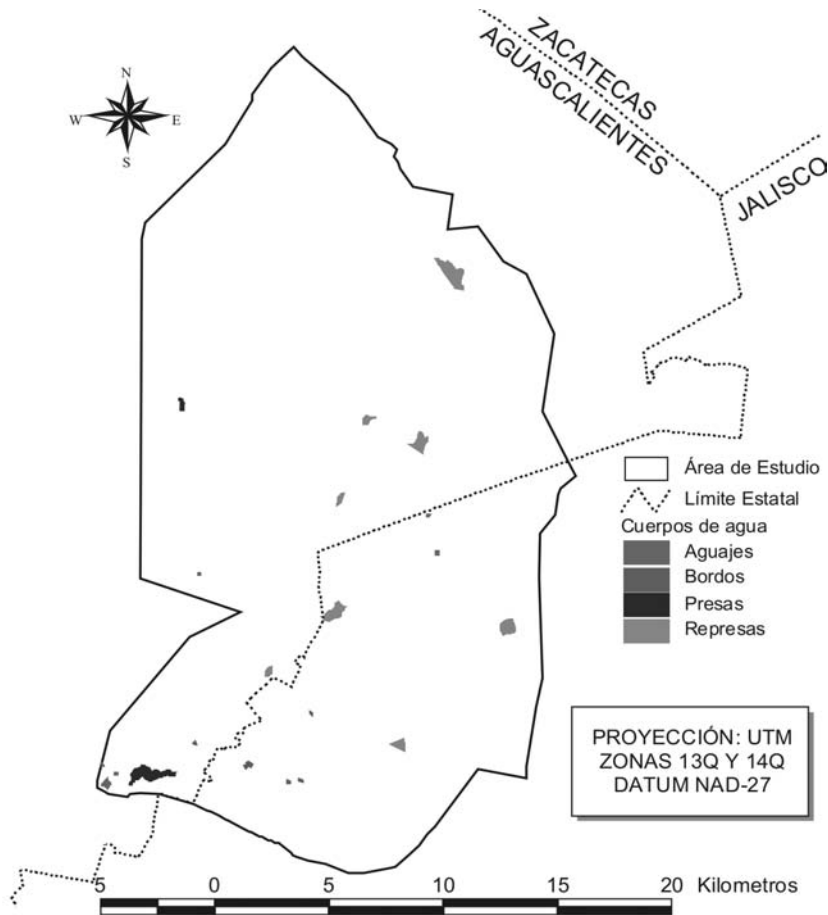 ZACATECAS
AGUASCALIENTES
JALISCO
N
W E
S
Área de Estudio
Límite Estatal
Cuerpos de agua
Aguajes
Bordos
Presas
Represas
PROYECCIÓN: UTM
ZONAS 13Q Y 14Q
DATUM NAD-27
5 0 5 10 15 20 Kilometros